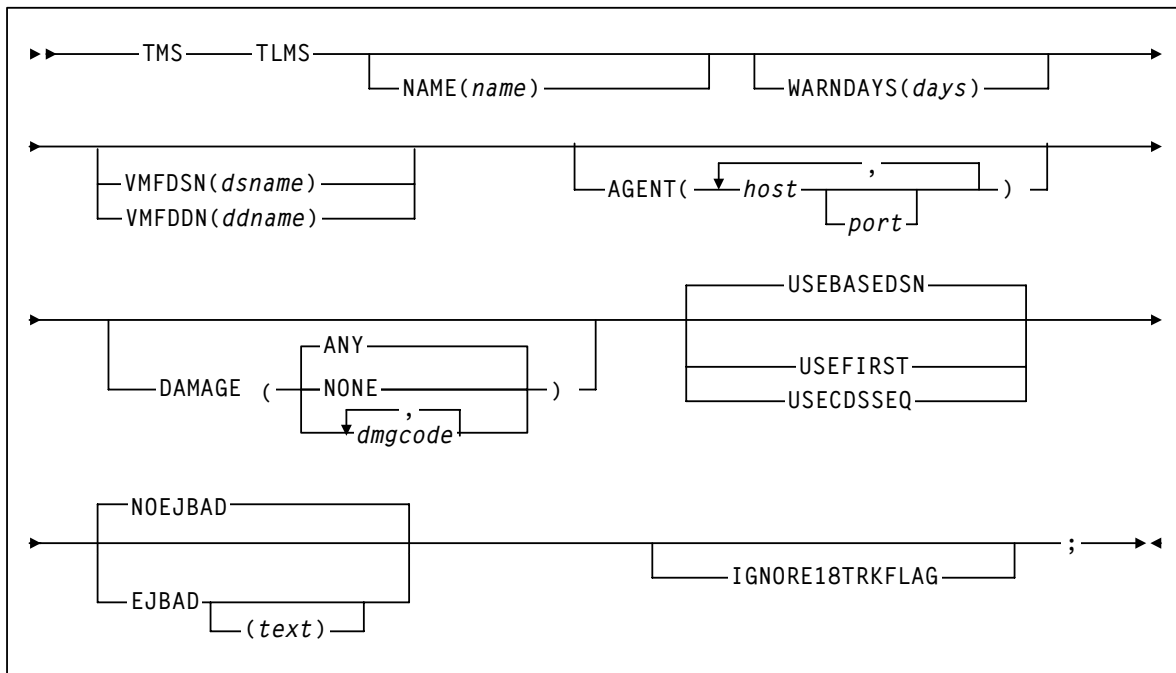 TMS TLMS
NAME(name) WARNDAYS(days)
VMFDSN(dsname)
VMFDDN(ddname)
,
AGENT( host )
port
USEBASEDSN
ANY
DAMAGE ( NONE )
USEFIRST
,
dmgcode
USECDSSEQ
NOEJBAD
;
EJBAD
IGNORE18TRKFLAG
(text)